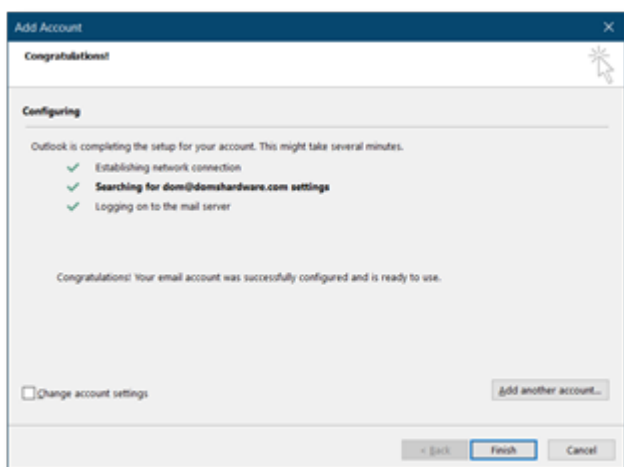 Add Account
Congratulations!
Configuring
Outlook is completing the setup for your account. This might take several minutes.
Establishing network connection
Searching for dom@domshardware.com settings
Logging on to the mail server
Congratulations! Your email account was successfully configured and is ready to use.
Change account settings
Add another account...
< Back
Finish
Cancel